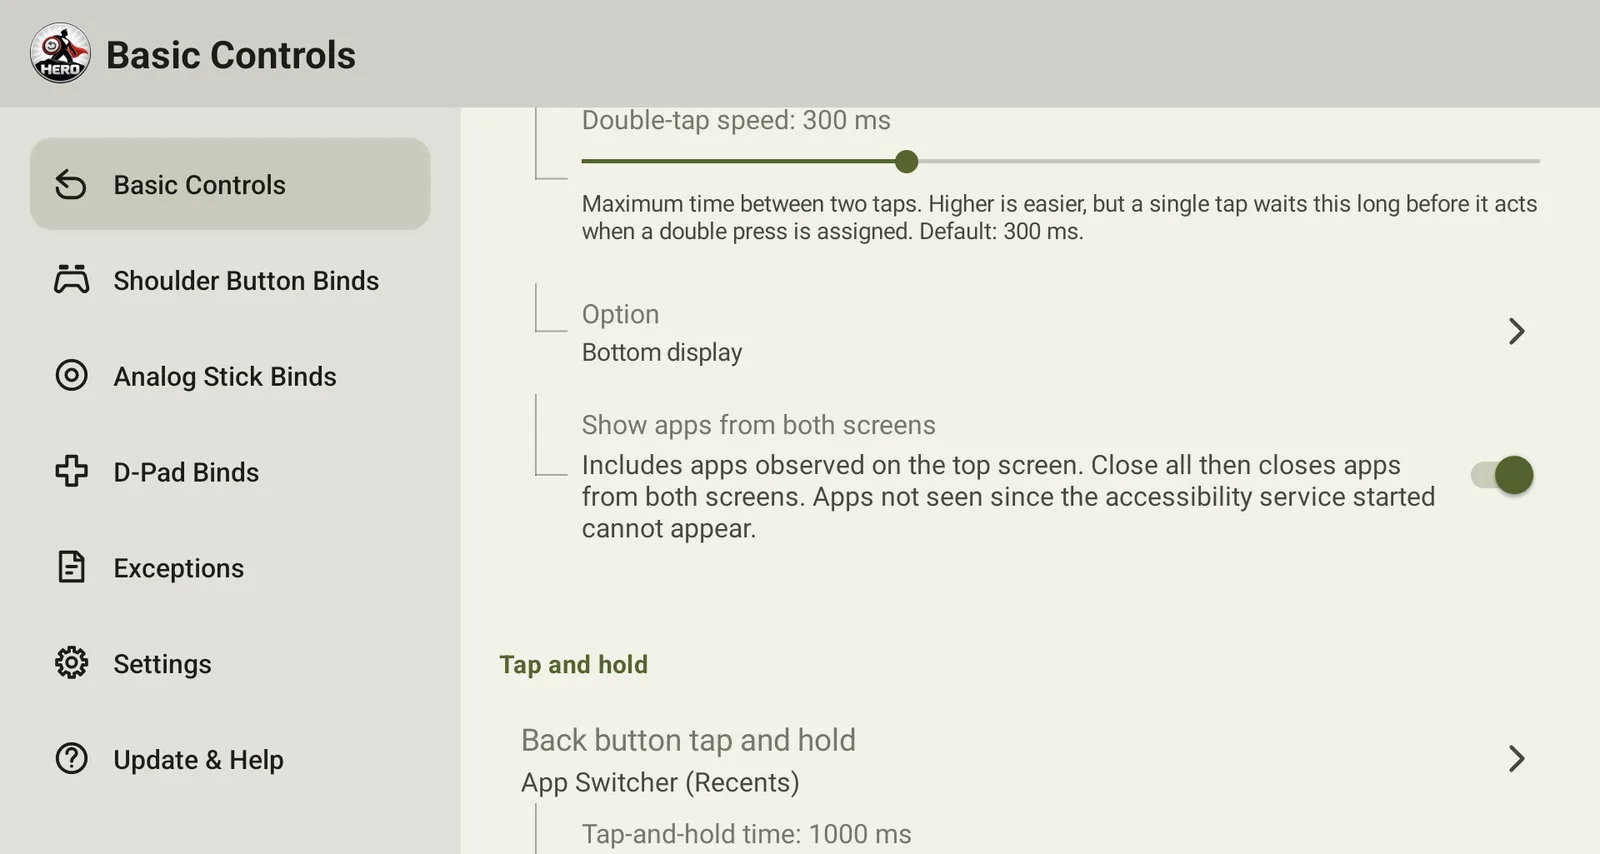 HERO
Basic Controls
Basic Controls
Shoulder Button Binds
Analog Stick Binds
D-Pad Binds
Exceptions
Settings
Update & Help
Double-tap speed: 300 ms
Maximum time between two taps. Higher is easier, but a single tap waits this long before it acts
when a double press is assigned. Default: 300 ms.
Option
Bottom display
Show apps from both screens
Includes apps observed on the top screen. Close all then closes apps
from both screens. Apps not seen since the accessibility service started
cannot appear.
Tap and hold
Back button tap and hold
App Switcher (Recents)
Tap-and-hold time: 1000 ms